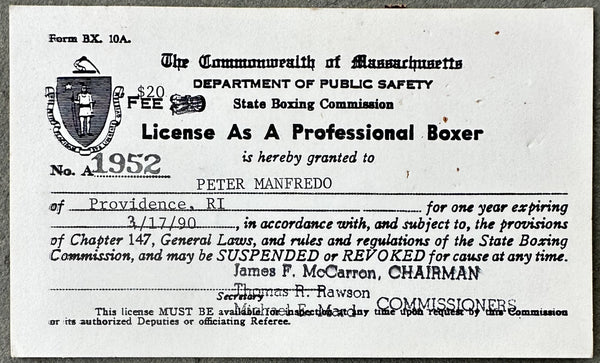 Form BX. 10A.
The Commonwealth of Massachusetts
DEPARTMENT OF PUBLIC SAFETY
$20
FEE
State Boxing Commission
License As A Professional Boxer
is hereby granted to
No. A 1952
PETER MANFREDO
of Providence, RI for one year expiring
3/17/90, in accordance with, and subject to, the provisions
of Chapter 147, General Laws, and rules and regulations of the State Boxing
Commission, and may be SUSPENDED or REVOKED for cause at any time.
James F. McCarron, CHAIRMAN
Thomas R. Rawson
Secretary
Michael COMMISSIONERS
This license MUST BE available for inspection at any time upon request by the Commission
or its authorized Deputies or officiating Referee.